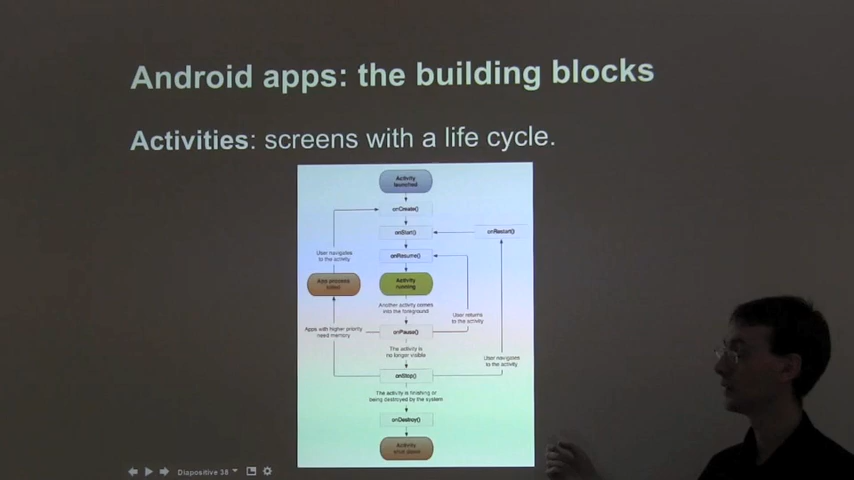 Android apps: the building blocks
Activities: screens with a life cycle.
Activity
launched
onCreate()
onStart()
onRestart()
User navigates
to the activity
onResume()
App process
killed
Activity
running
Another activity comes
into the foreground
User returns
to the activity
Apps with higher priority
need memory
onPause()
The activity is
no longer visible
User navigates
to the activity
onStop()
The activity is finishing or
being destroyed by the system
onDestroy()
Activity
shut down
Diapositive 38